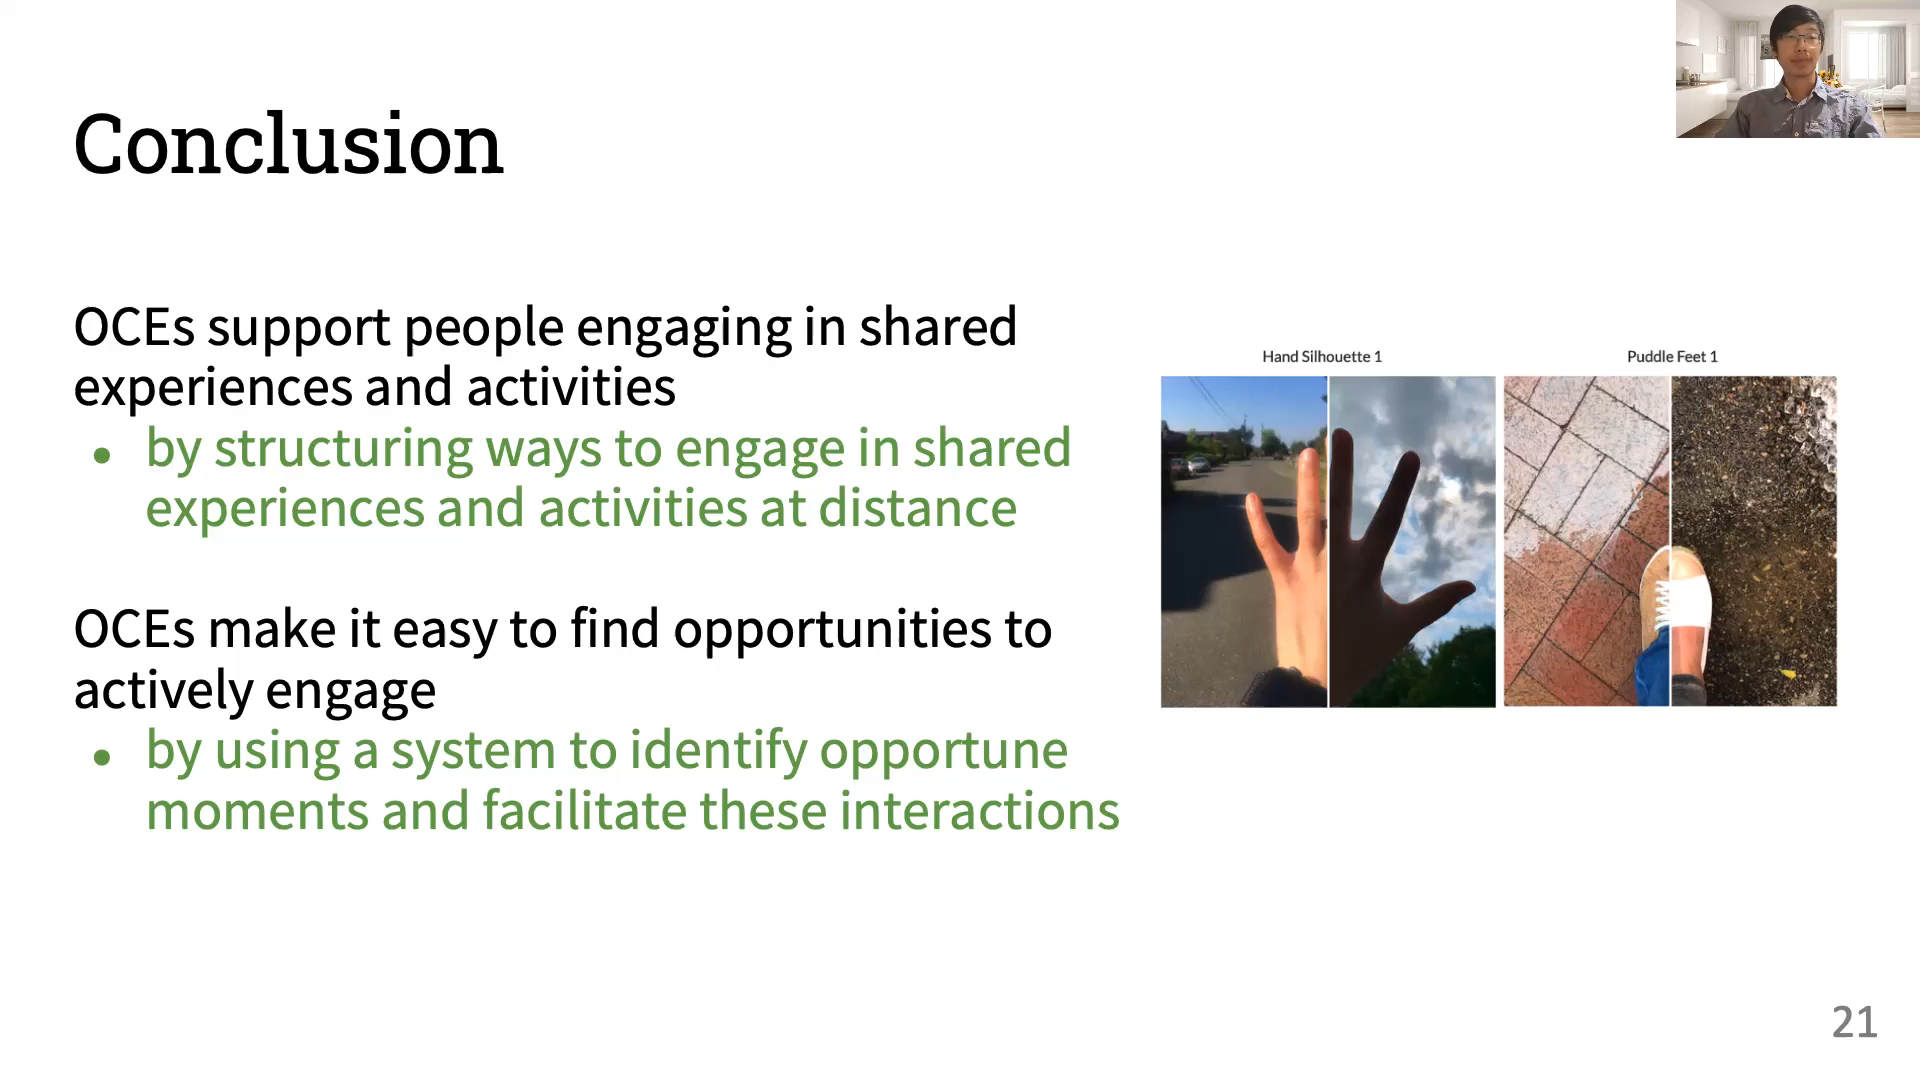 Conclusion
OCEs support people engaging in shared
experiences and activities
• by structuring ways to engage in shared
experiences and activities at distance
OCEs make it easy to find opportunities to
actively engage
• by using a system to identify opportune
moments and facilitate these interactions
Hand Silhouette 1
Puddle Feet 1
21